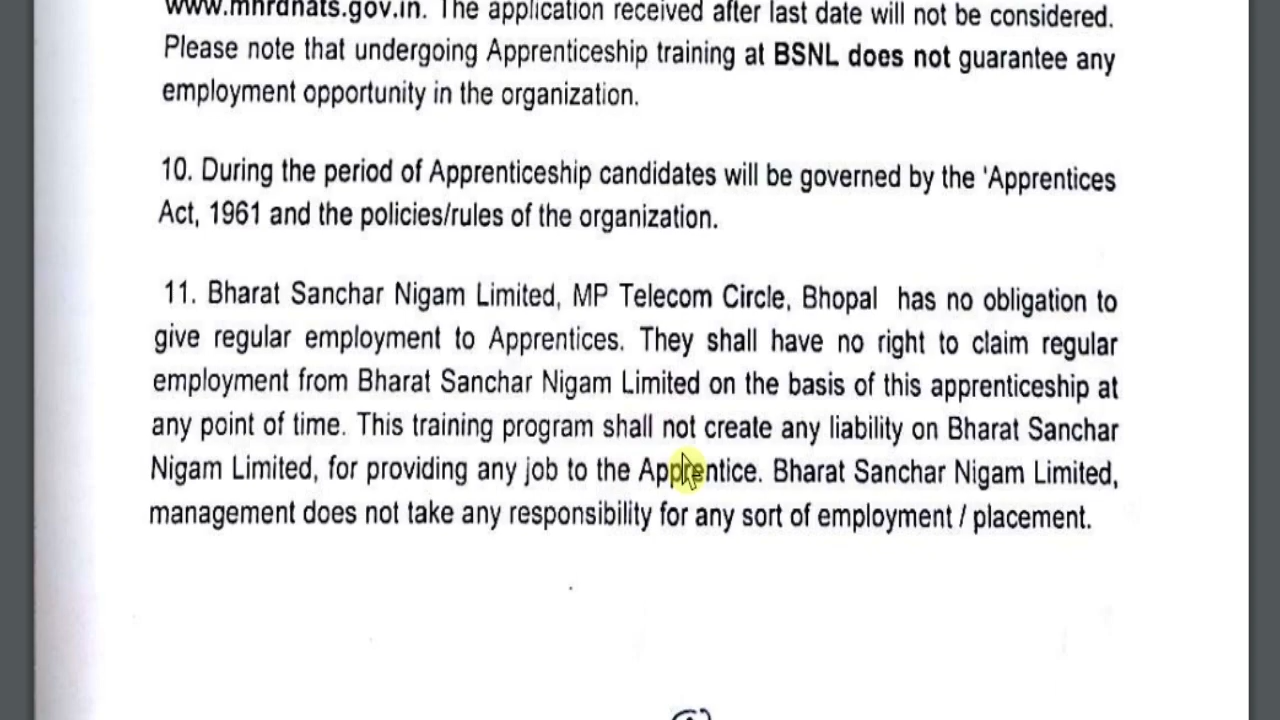 www.mhrdnats.gov.in. The application received after last date will not be considered.
Please note that undergoing Apprenticeship training at BSNL does not guarantee any
employment opportunity in the organization.
10. During the period of Apprenticeship candidates will be governed by the 'Apprentices
Act, 1961 and the policies/rules of the organization.
11. Bharat Sanchar Nigam Limited, MP Telecom Circle, Bhopal has no obligation to
give regular employment to Apprentices. They shall have no right to claim regular
employment from Bharat Sanchar Nigam Limited on the basis of this apprenticeship at
any point of time. This training program shall not create any liability on Bharat Sanchar
Nigam Limited, for providing any job to the Apprentice. Bharat Sanchar Nigam Limited,
management does not take any responsibility for any sort of employment / placement.